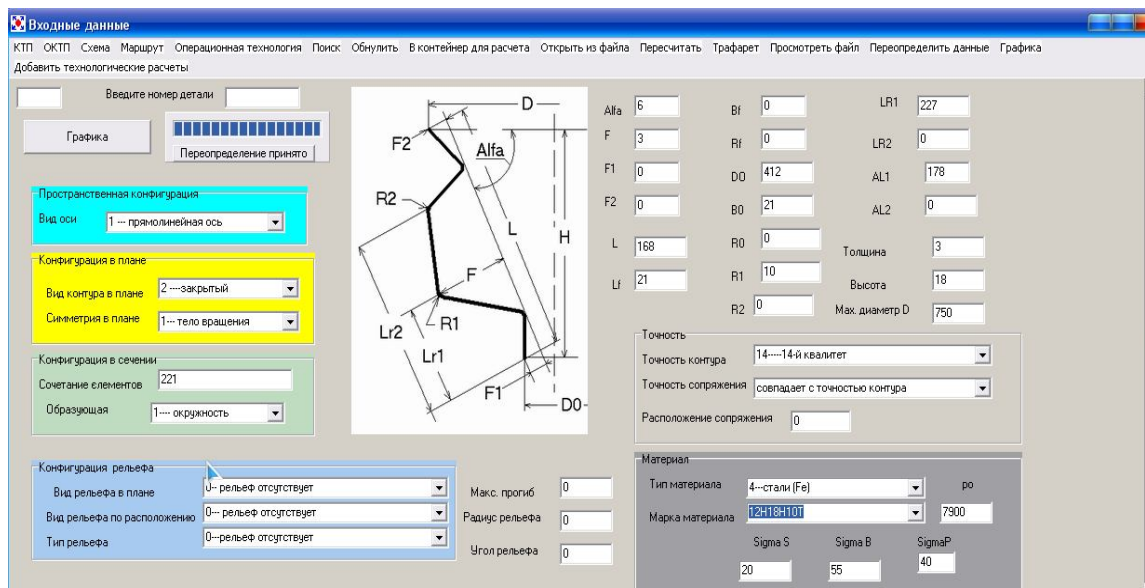 Входные данные
КТП ОКТП Схема Маршрут Операционная технология Поиск Обнулить В контейнер для расчета Открыть из файла Пересчитать Трафарет Просмотреть файл Переопределить данные Графика
Добавить технологические расчеты
Введите номер детали
Графика
Переопределение принято
Пространственная конфигурация
Вид оси 1 --- прямолинейная ось
Конфигурация в плане
Вид контура в плане 2 ----закрытый
Симметрия в плане 1--- тело вращения
Конфигурация в сечении
Сочетание елементов 221
Образующая 1---- окружность
Конфигурация рельефа
Вид рельефа в плане 0-- рельеф отсутствует
Вид рельефа по расположению 0--- рельеф отсутствует
Тип рельефа 0---рельеф отсутствует
Макс. прогиб 0
Радиус рельефа 0
Угол рельефа 0
D
F2
Alfa
R2
L
H
F
R1
Lr2
Lr1
F1
D0
Alfa 6
F 3
F1 0
F2 0
L 168
Lf 21
Bf 0
Rf 0
D0 412
B0 21
R0 0
R1 10
R2 0
LR1 227
LR2 0
AL1 178
AL2 0
Толщина 3
Высота 18
Мах. диаметр D 750
Точность
Точность контура 14-----14-й квалитет
Точность сопряжения совпадает с точностью контура
Расположение сопряжения 0
Материал
Тип материала 4---стали (Fe)
Марка материала 12Н18Н10Т
ро
7900
Sigma S Sigma B SigmaP
20 55 40